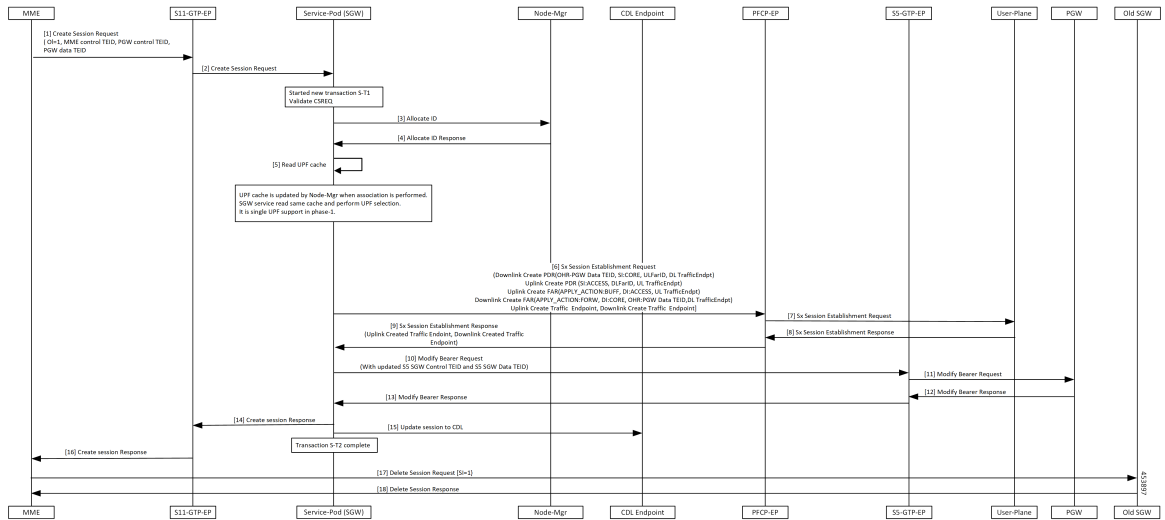 MME
S11-GTP-EP
Service-Pod (SGW)
Node-Mgr
CDL Endpoint
PFCP-EP
S5-GTP-EP
User-Plane
PGW
Old SGW
[1] Create Session Request
( OI=1, MME control TEID, PGW control TEID,
PGW data TEID
[2] Create Session Request
Started new transaction S-T1
Validate CSREQ
[3] Allocate ID
[4] Allocate ID Response
[5] Read UPF cache
UPF cache is updated by Node-Mgr when association is performed.
SGW service read same cache and perform UPF selection.
It is single UPF support in phase-1.
[6] Sx Session Establishment Request
(Downlink Create PDR(OHR-PGW Data TEID, SI:CORE, ULFarID, DL TrafficEndpt)
Uplink Create PDR (SI:ACCESS, DLFarID, UL TrafficEndpt)
Uplink Create FAR(APPLY_ACTION:BUFF, DI:ACCESS, UL TrafficEndpt)
Downlink Create FAR(APPLY_ACTION:FORW, DI:CORE, OHR:PGW Data TEID,DL TrafficEndpt)
Uplink Create Traffic  Endpoint, Downlink Create Traffic  Endpoint]
[7] Sx Session Establishment Request
[8] Sx Session Establishment Response
[9] Sx Session Establishment Response
(Uplink Created Traffic Endoint, Downlink Created Traffic
Endpoint)
[10] Modify Bearer Request
(With updated S5 SGW Control TEID and S5 SGW Data TEID)
[11] Modify Bearer Request
[12] Modify Bearer Response
[13] Modify Bearer Response
[14] Create session Response
[15] Update session to CDL
Transaction S-T2 complete
[16] Create session Response
[17] Delete Session Request (SI=1)
[18] Delete Session Response
453897
MME
S11-GTP-EP
Service-Pod (SGW)
Node-Mgr
CDL Endpoint
PFCP-EP
S5-GTP-EP
User-Plane
PGW
Old SGW